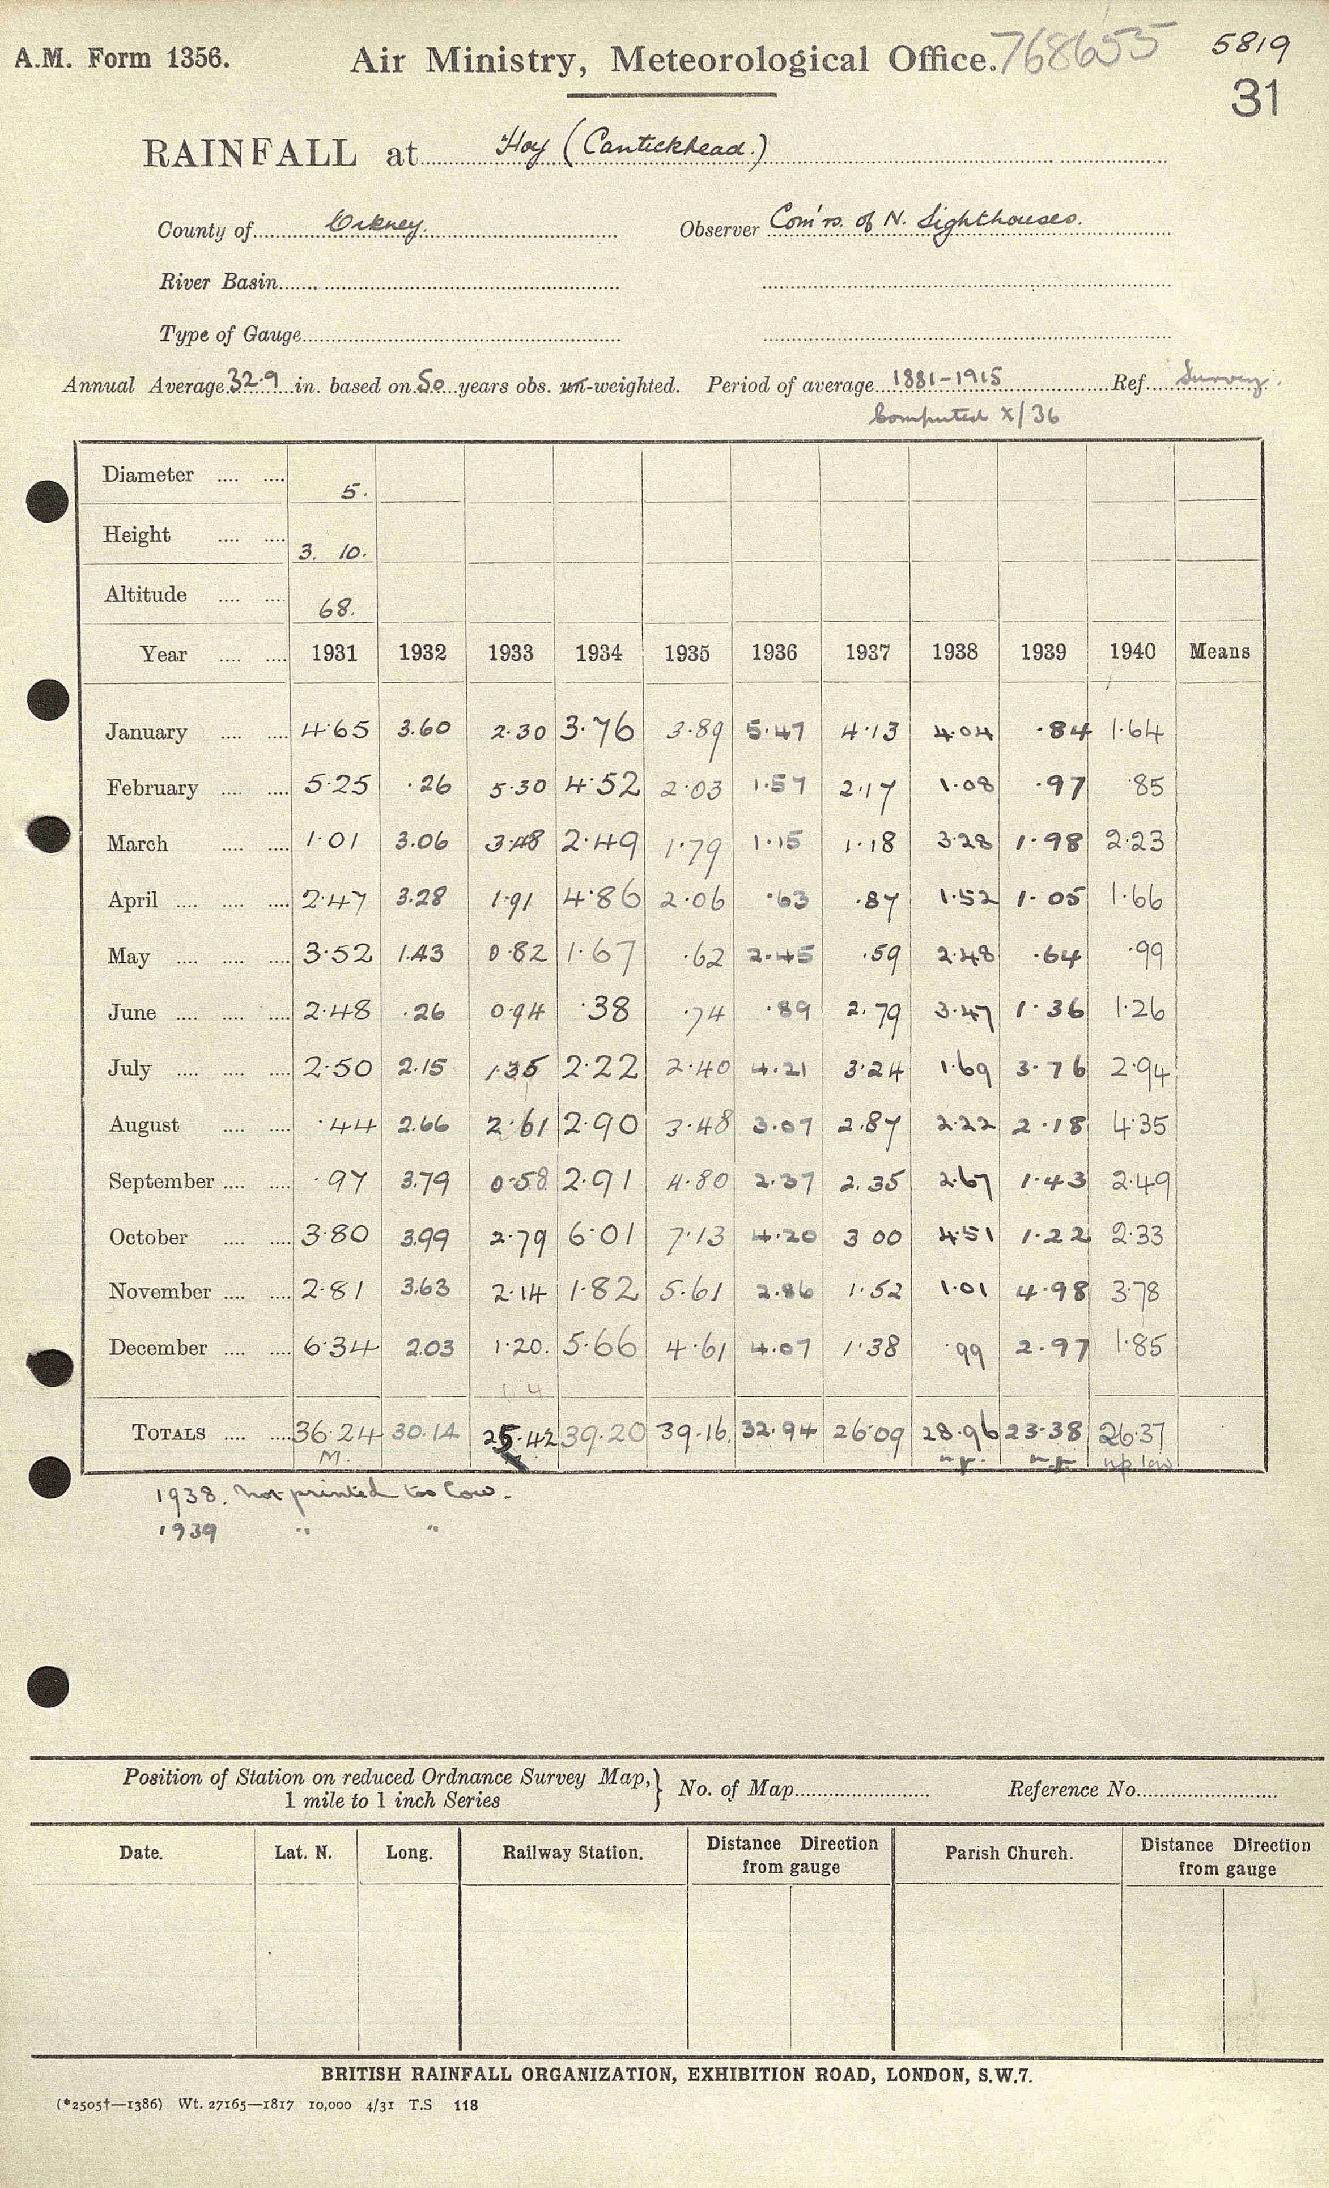 A.M. Form 1356. Air Ministry, Meteorological Office. 768655 5819
31
RAINFALL at Hoy (Cantickhead.)
County of Orkney. Observer Com'rs. of N. Lighthouses.
River Basin
Type of Gauge
Annual Average 32.9 in. based on 50 years obs. un-weighted. Period of average 1881-1915 Ref. Survey.
Computed X/36
Diameter 5.
Height 3. 10.
Altitude 68.
Year 1931 1932 1933 1934 1935 1936 1937 1938 1939 1940 Means
January 4.65 3.60 2.30 3.76 3.89 5.47 4.13 4.04 .84 1.64
February 5.25 .26 5.30 4.52 2.03 1.57 2.17 1.08 .97 .85
March 1.01 3.06 3.48 2.49 1.79 1.15 1.18 3.28 1.98 2.23
April 2.47 3.28 1.91 4.86 2.06 .63 .87 1.52 1.05 1.66
May 3.52 1.43 0.82 1.67 .62 2.45 .59 2.48 .64 .99
June 2.48 .26 0.94 .38 .74 .89 2.79 3.47 1.36 1.26
July 2.50 2.15 1.35 2.22 2.40 4.21 3.24 1.69 3.76 2.94
August .44 2.66 2.61 2.90 3.48 3.07 2.87 2.22 2.18 4.35
September .97 3.79 0.58 2.91 4.80 2.37 2.35 2.67 1.43 2.49
October 3.80 3.99 2.79 6.01 7.13 4.20 3 00 4.51 1.22 2.33
November 2.81 3.63 2.14 1.82 5.61 2.86 1.52 1.01 4.98 3.78
December 6.34 2.03 1.20. 5.66 4.61 4.07 1.38 .99 2.97 1.85
TOTALS 36.24 30.14 25.42 39.20 39.16 32.94 26.09 28.96 23.38 26.37
M. n.p. n.p. np low
1938. Not printed too low.
1939 " "
Position of Station on reduced Ordnance Survey Map, } No. of Map Reference No.
1 mile to 1 inch Series
Date. Lat. N. Long. Railway Station. Distance Direction from gauge Parish Church. Distance Direction from gauge
BRITISH RAINFALL ORGANIZATION, EXHIBITION ROAD, LONDON, S.W.7.
(*2505†—1386) Wt. 27165—1817 10,000 4/31 T.S 118